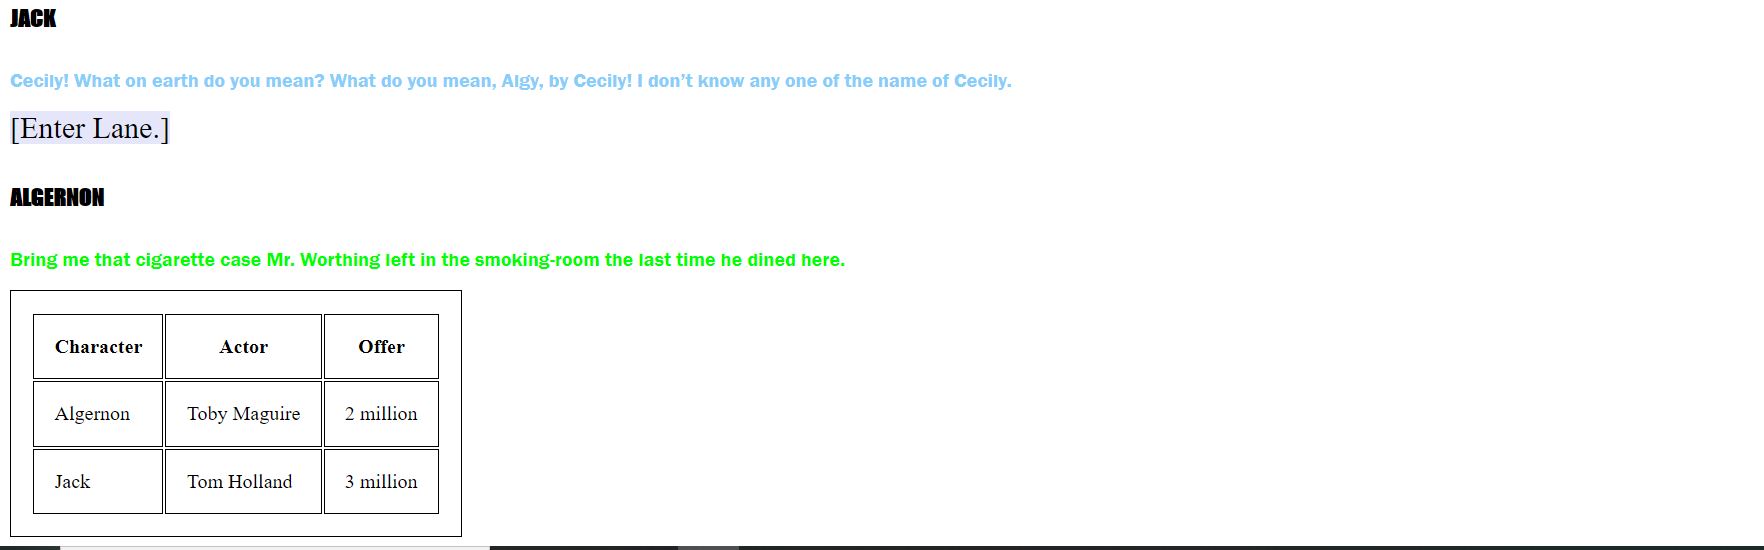 JACK
Cecily! What on earth do you mean? What do you mean, Algy, by Cecily! I don’t know any one of the name of Cecily.
[Enter Lane.]
ALGERNON
Bring me that cigarette case Mr. Worthing left in the smoking-room the last time he dined here.
Character Actor Offer
Algernon Toby Maguire 2 million
Jack Tom Holland 3 million